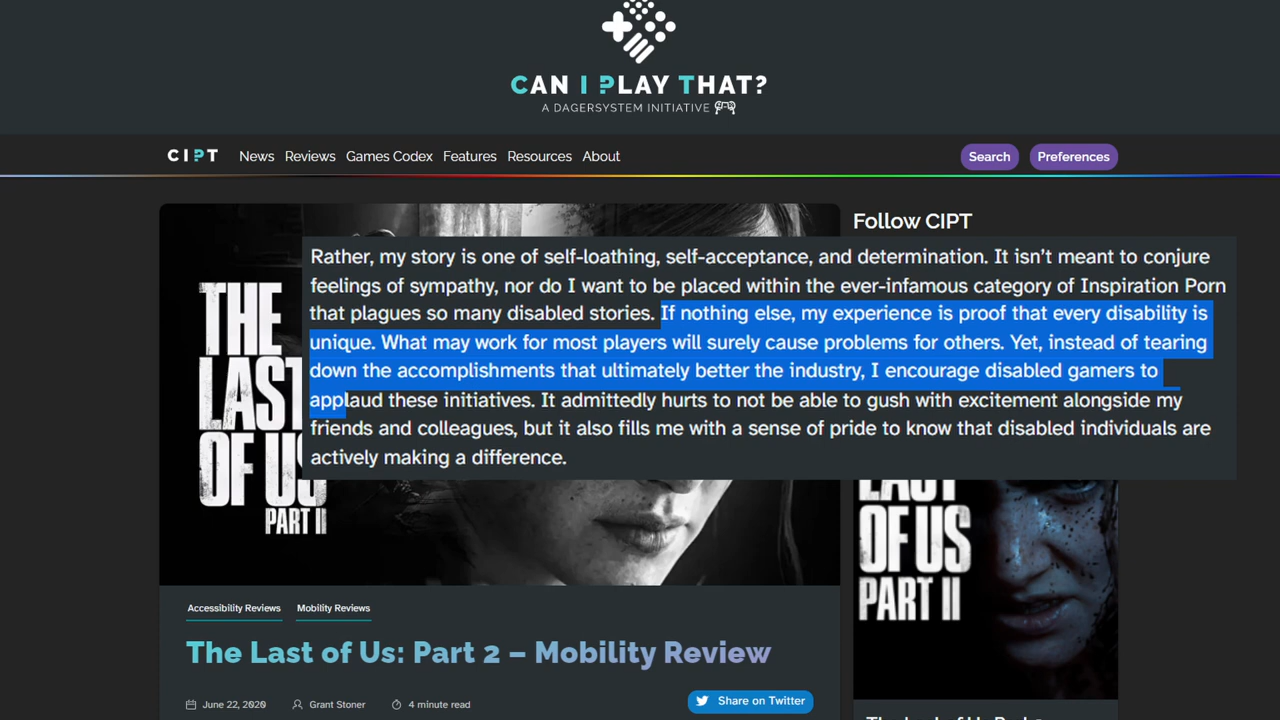 CAN I PLAY THAT?
A DAGERSYSTEM INITIATIVE
CIPT News Reviews Games Codex Features Resources About Search Preferences
Follow CIPT
Rather, my story is one of self-loathing, self-acceptance, and determination. It isn't meant to conjure
feelings of sympathy, nor do I want to be placed within the ever-infamous category of Inspiration Porn
that plagues so many disabled stories. If nothing else, my experience is proof that every disability is
unique. What may work for most players will surely cause problems for others. Yet, instead of tearing
down the accomplishments that ultimately better the industry, I encourage disabled gamers to
applaud these initiatives. It admittedly hurts to not be able to gush with excitement alongside my
friends and colleagues, but it also fills me with a sense of pride to know that disabled individuals are
actively making a difference.
THE
LAST
OF US
PART II
LAST
OF US
PART II
Accessibility Reviews Mobility Reviews
The Last of Us: Part 2 – Mobility Review
June 22, 2020 Grant Stoner 4 minute read
Share on Twitter